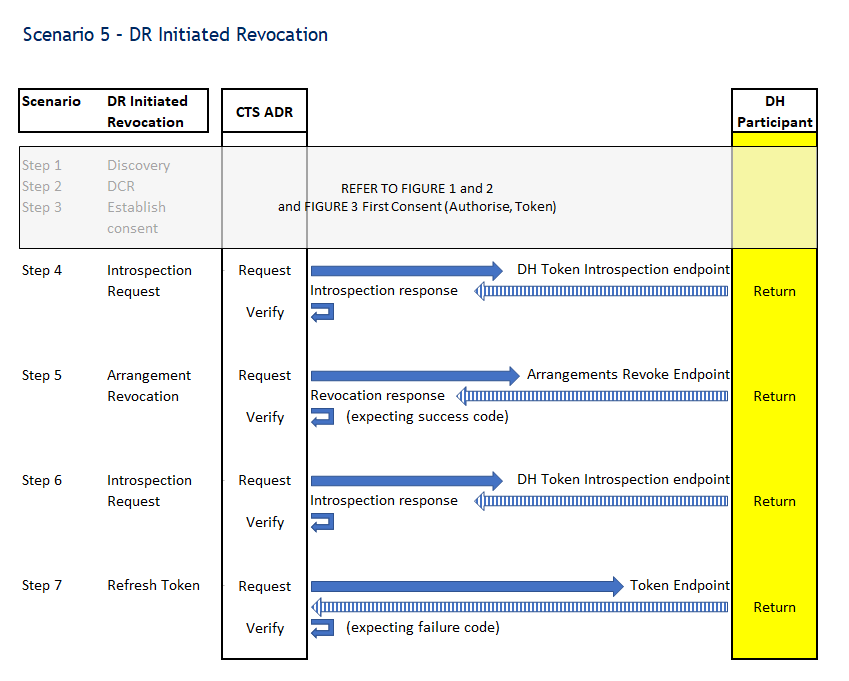 Scenario 5 - DR Initiated Revocation
Scenario DR Initiated Revocation
CTS ADR
DH Participant
Step 1 Discovery
Step 2 DCR
Step 3 Establish consent
REFER TO FIGURE 1 and 2
and FIGURE 3 First Consent (Authorise, Token)
Step 4 Introspection Request
Request DH Token Introspection endpoint
Introspection response Return
Verify
Step 5 Arrangement Revocation
Request Arrangements Revoke Endpoint
Revocation response Return
Verify (expecting success code)
Step 6 Introspection Request
Request DH Token Introspection endpoint
Introspection response Return
Verify
Step 7 Refresh Token
Request Token Endpoint
Return
Verify (expecting failure code)